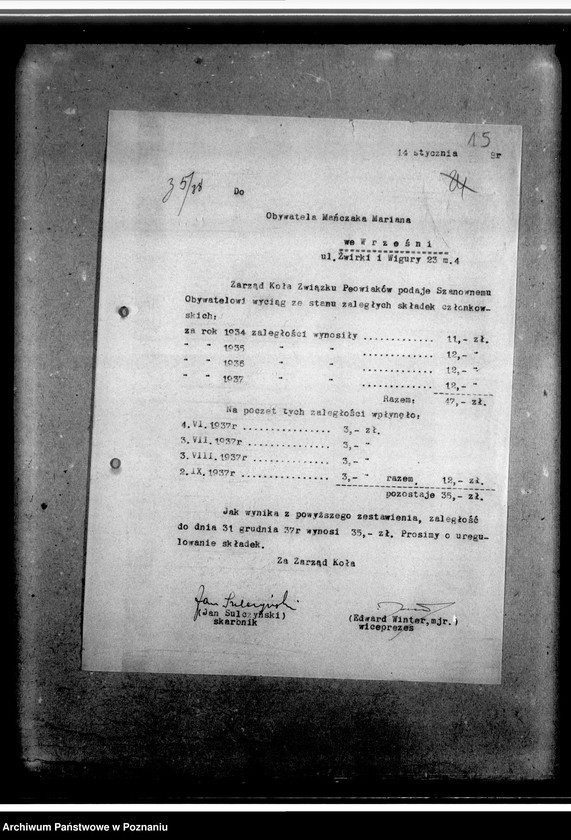 15
14 stycznia 8r
35/38
Do
Obywatela Mańczaka Mariana
we W r z e ś n i
ul.Żwirki i Wigury 23 m.4
Zarząd Koła Związku Peowiaków podaje Szanownemu
Obywatelowi wyciąg ze stanu zaległych składek członkow-
skich:
za rok 1934 zaległości wynosiły ............. 11,- zł.
" " 1935 " " ............. 12,- "
" " 1936 " " ............. 12,- "
" " 1937 " " ............. 12,- "
Razem: 47,- zł.
Na poczet tych zaległości wpłynęło:
4.VI.1937r ................ 3,- zł.
3.VII.1937r ............... 3,- "
3.VIII.1937r .............. 3,- "
2.IX.1937r ................ 3,- " razem 12,- zł.
pozostaje 35,- zł.
Jak wynika z powyższego zestawienia, zaległość
do dnia 31 grudnia 37r wynosi 35,- zł. Prosimy o uregu-
lowanie składek.
Za Zarząd Koła
Jan Sulczyński
(Jan Sulczyński)
skarbnik
(Edward Winter,mjr.)
wiceprezes
Archiwum Państwowe w Poznaniu